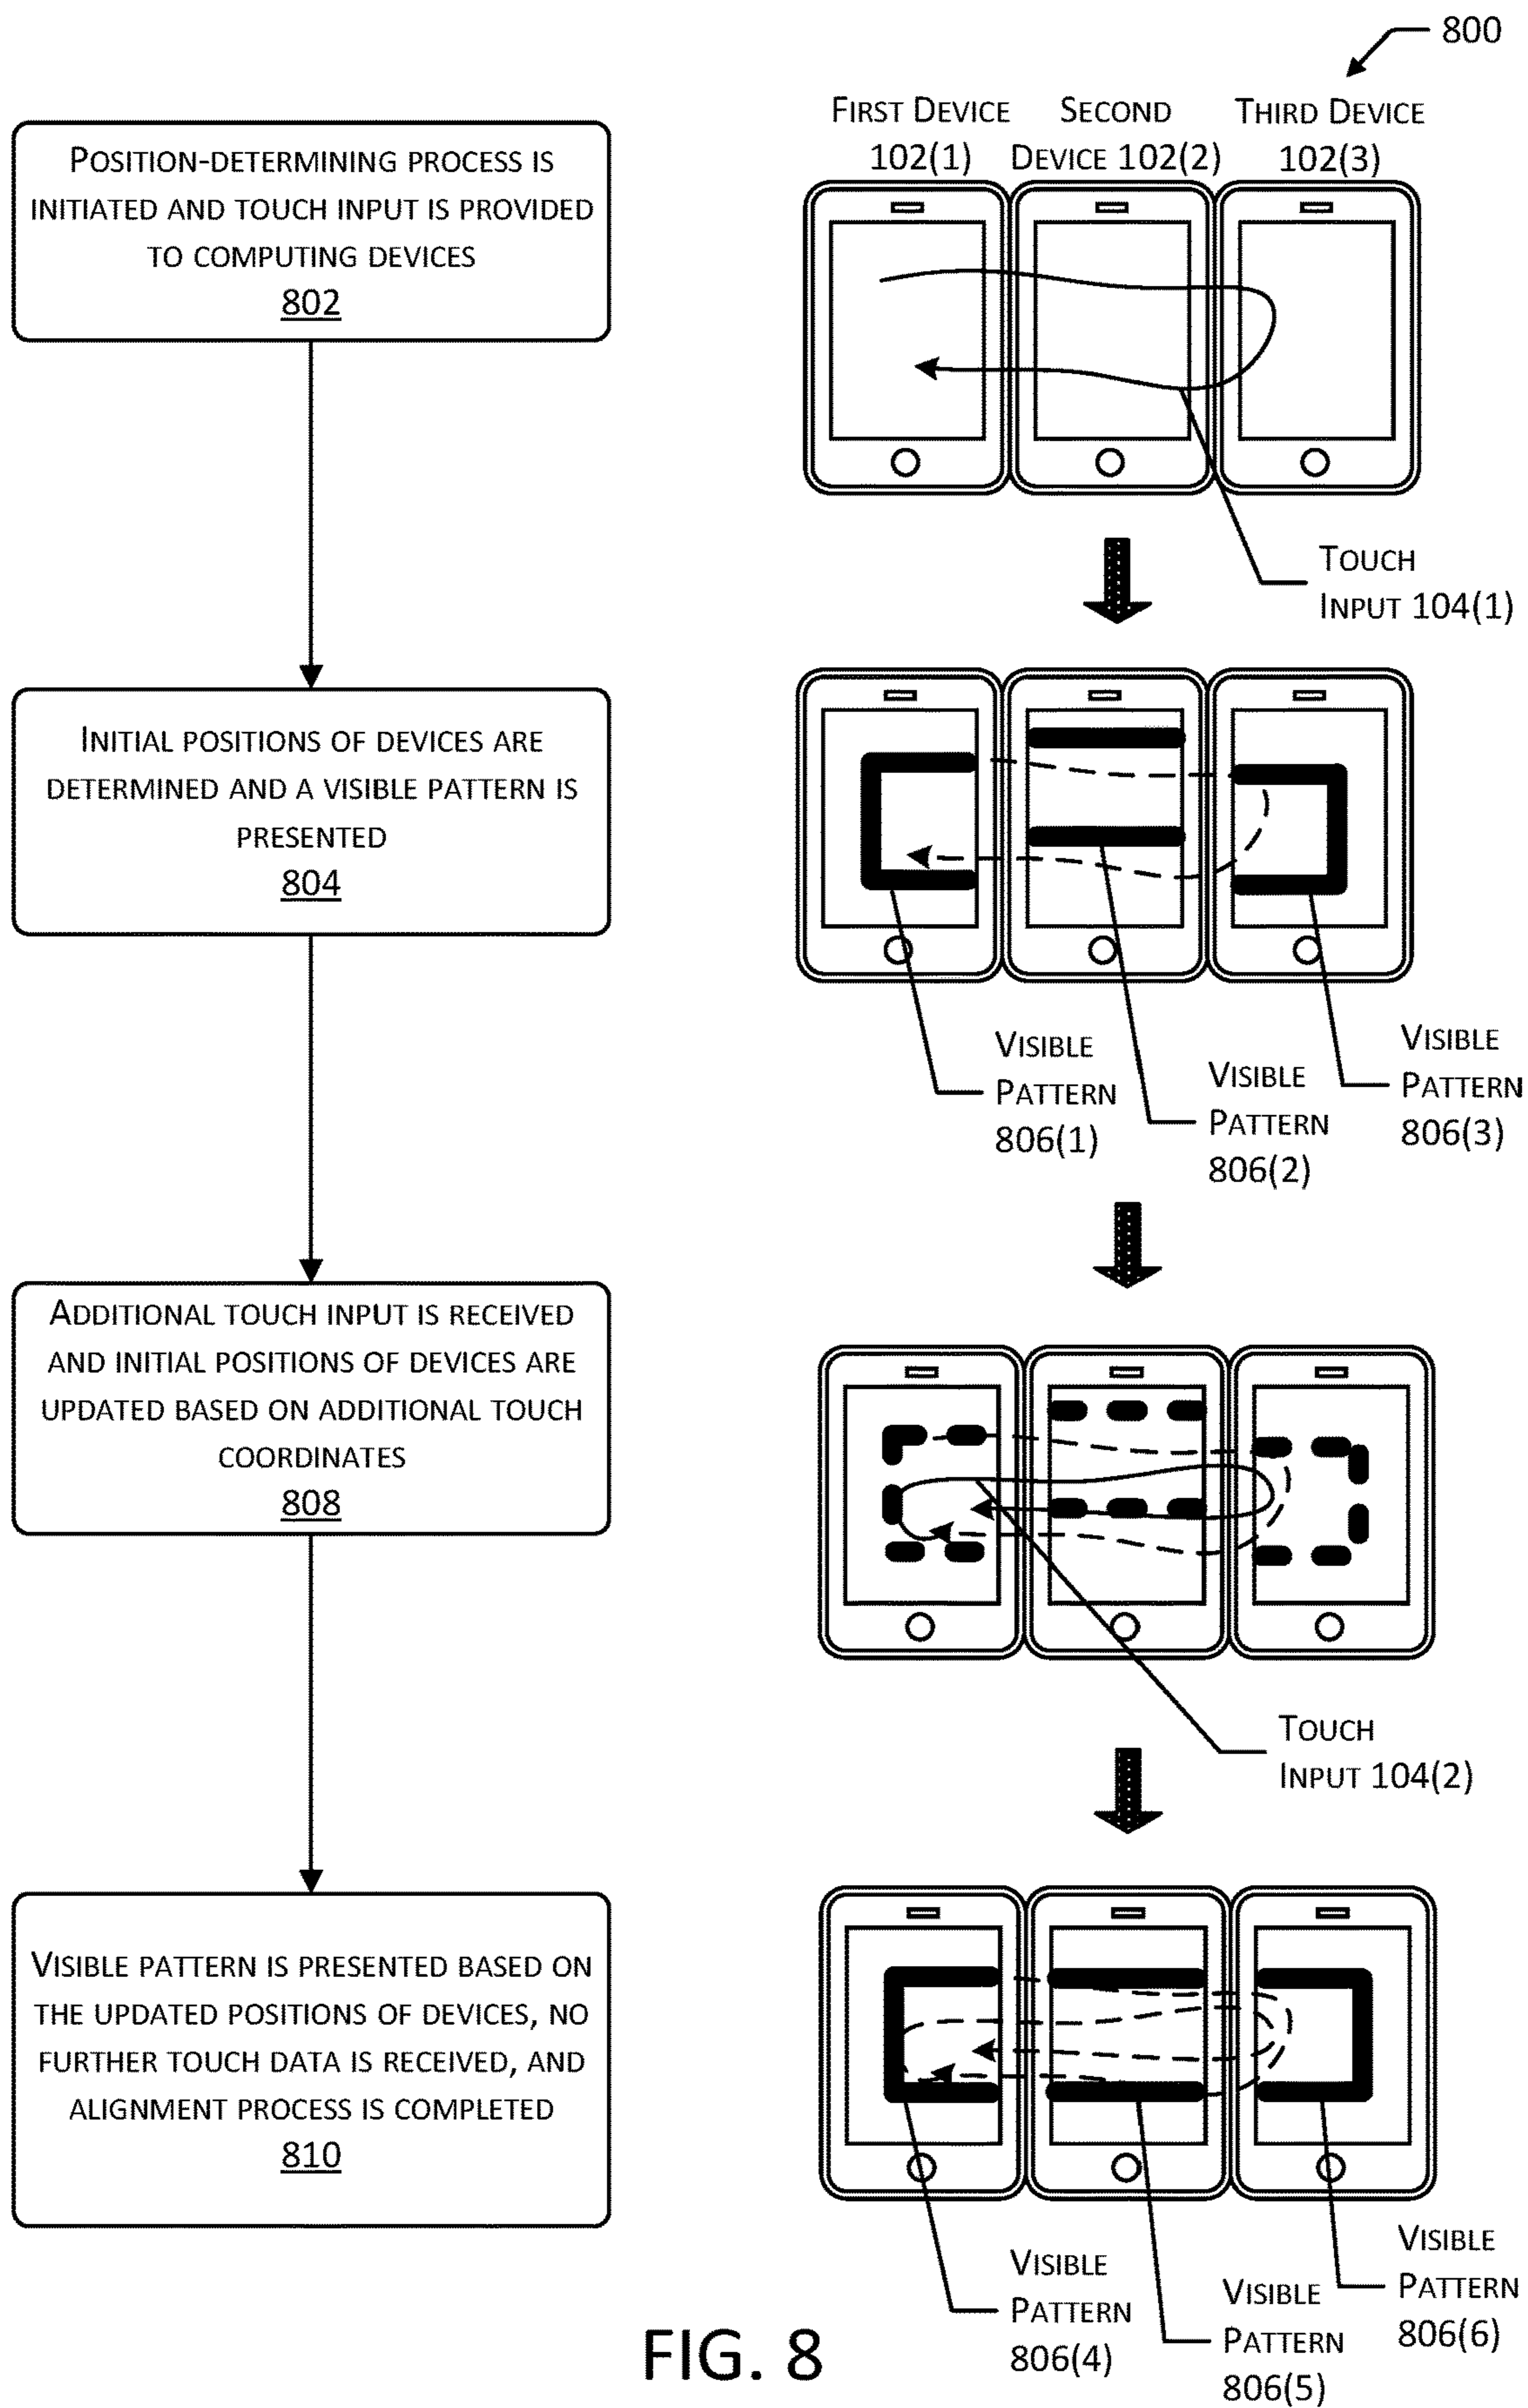 800
FIRST DEVICE
102(1)
SECOND
DEVICE 102(2)
THIRD DEVICE
102(3)
POSITION-DETERMINING PROCESS IS
INITIATED AND TOUCH INPUT IS PROVIDED
TO COMPUTING DEVICES
802
TOUCH
INPUT 104(1)
INITIAL POSITIONS OF DEVICES ARE
DETERMINED AND A VISIBLE PATTERN IS
PRESENTED
804
VISIBLE
PATTERN
806(1)
VISIBLE
PATTERN
806(2)
VISIBLE
PATTERN
806(3)
ADDITIONAL TOUCH INPUT IS RECEIVED
AND INITIAL POSITIONS OF DEVICES ARE
UPDATED BASED ON ADDITIONAL TOUCH
COORDINATES
808
TOUCH
INPUT 104(2)
VISIBLE PATTERN IS PRESENTED BASED ON
THE UPDATED POSITIONS OF DEVICES, NO
FURTHER TOUCH DATA IS RECEIVED, AND
ALIGNMENT PROCESS IS COMPLETED
810
VISIBLE
PATTERN
806(4)
VISIBLE
PATTERN
806(5)
VISIBLE
PATTERN
806(6)
FIG. 8